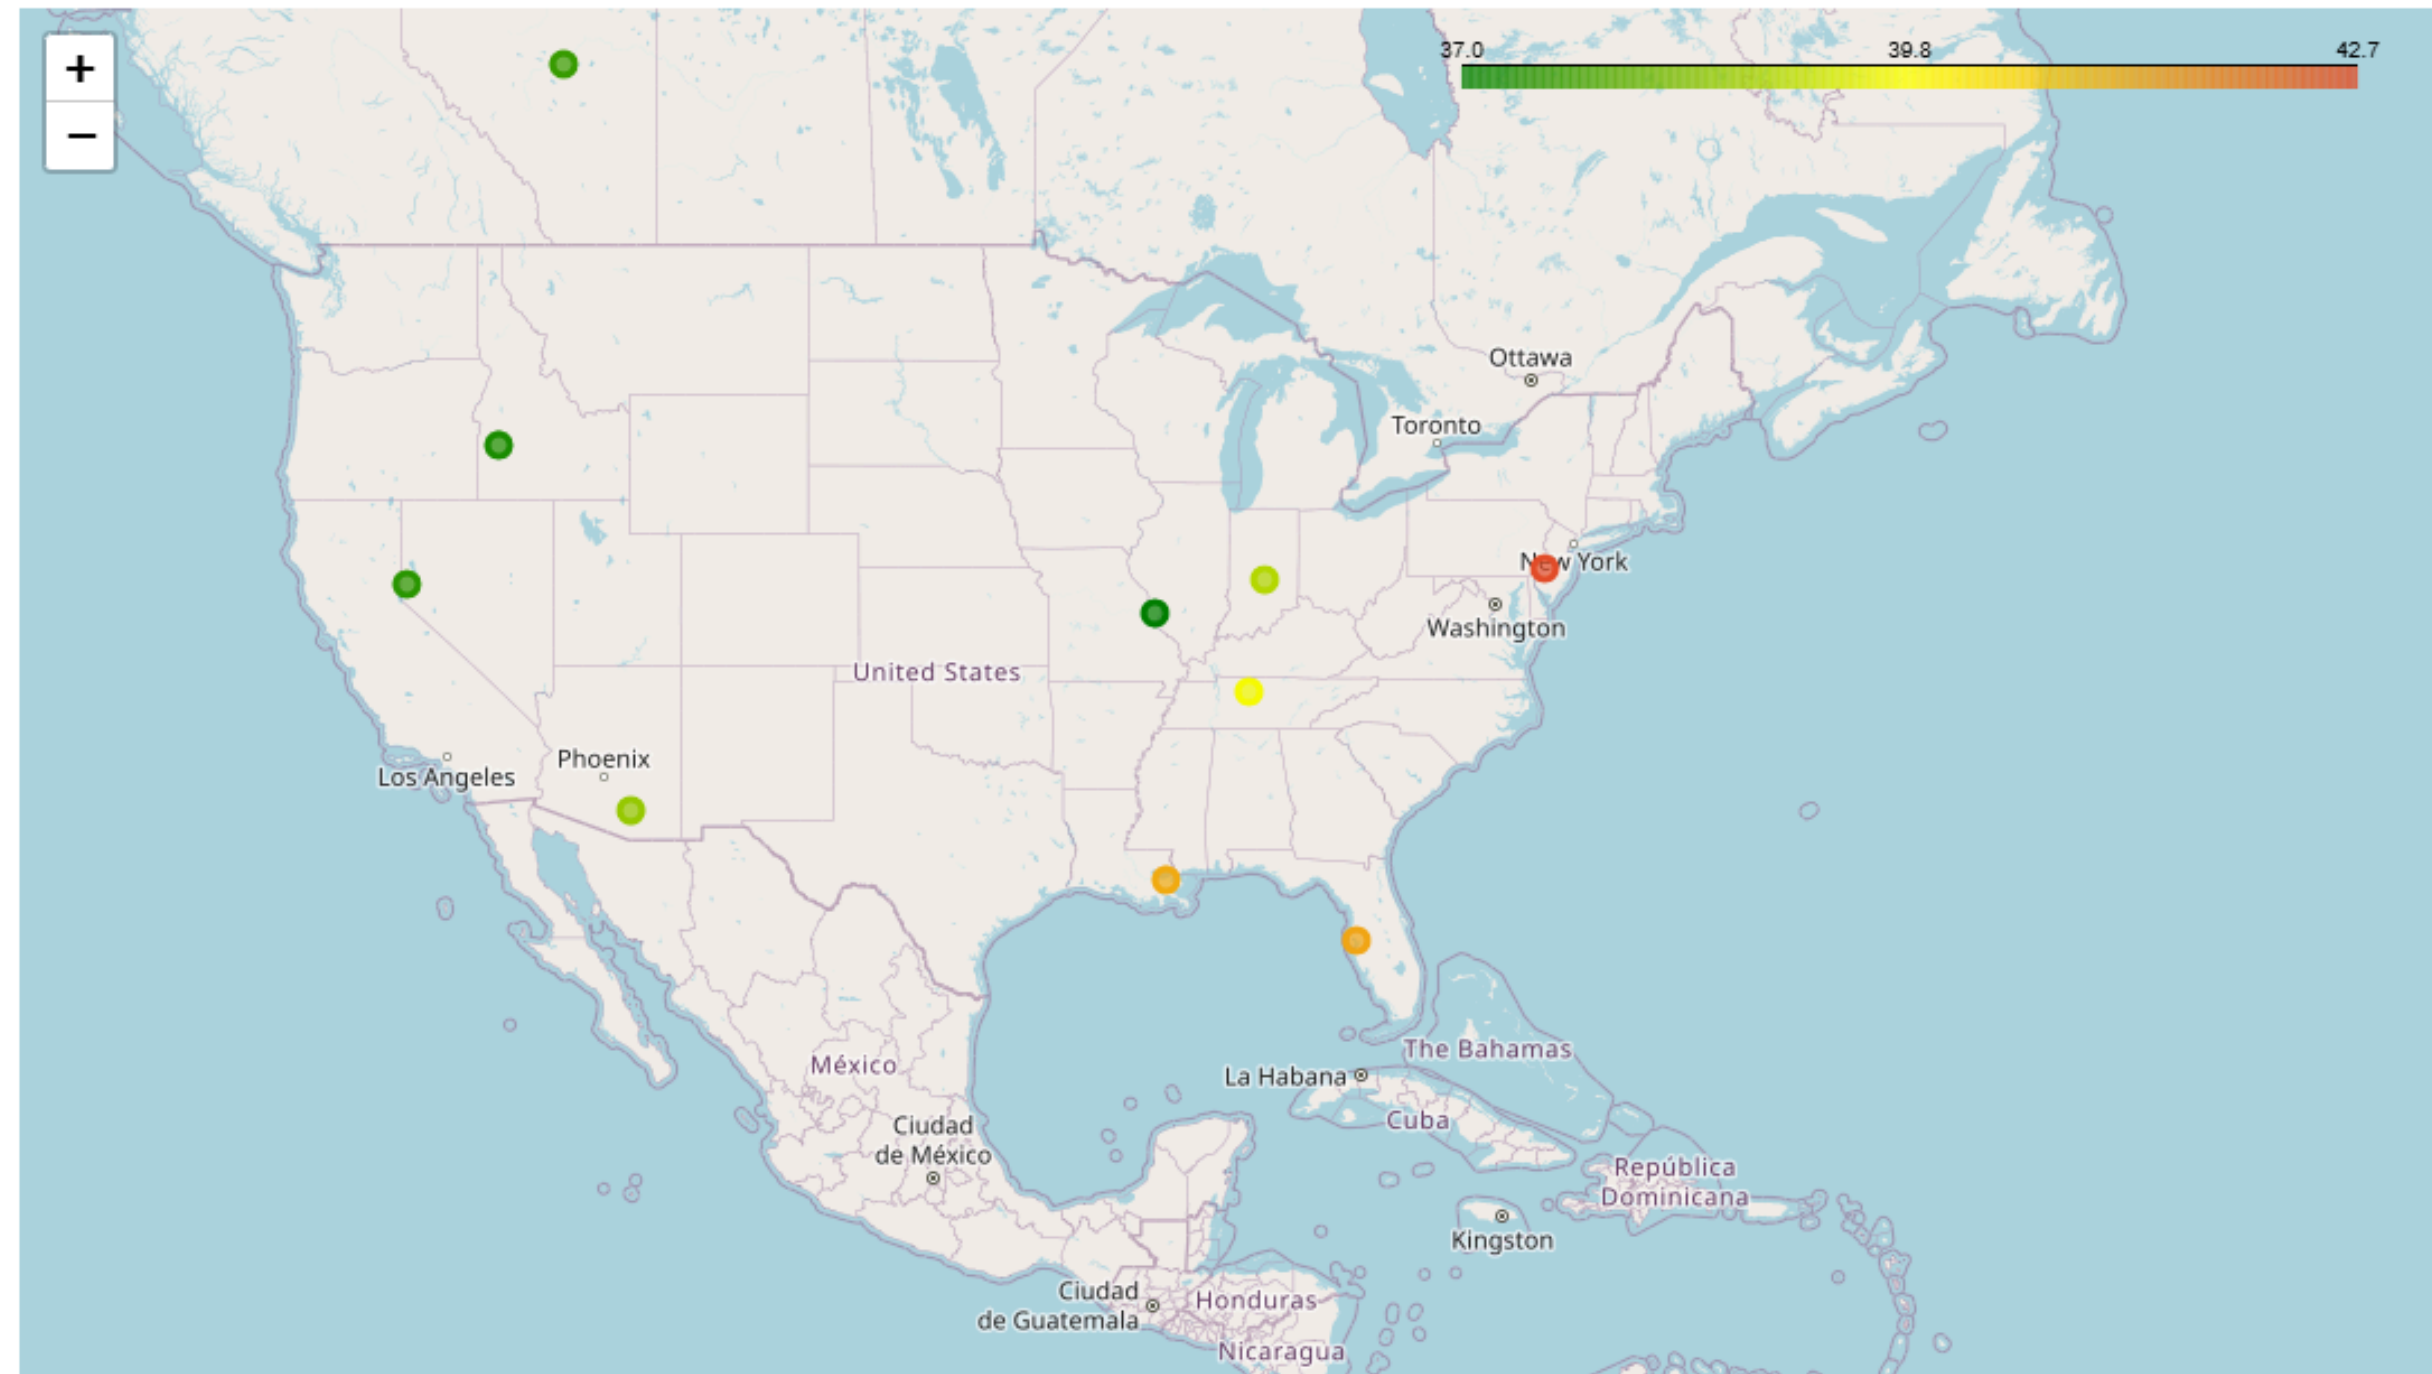 +
−
37.0 39.8 42.7
Ottawa
Toronto
New York
Washington
United States
Phoenix
Los Angeles
The Bahamas
La Habana
México
Cuba
Ciudad
de México
República
Dominicana
Kingston
Ciudad
de Guatemala
Honduras
Nicaragua